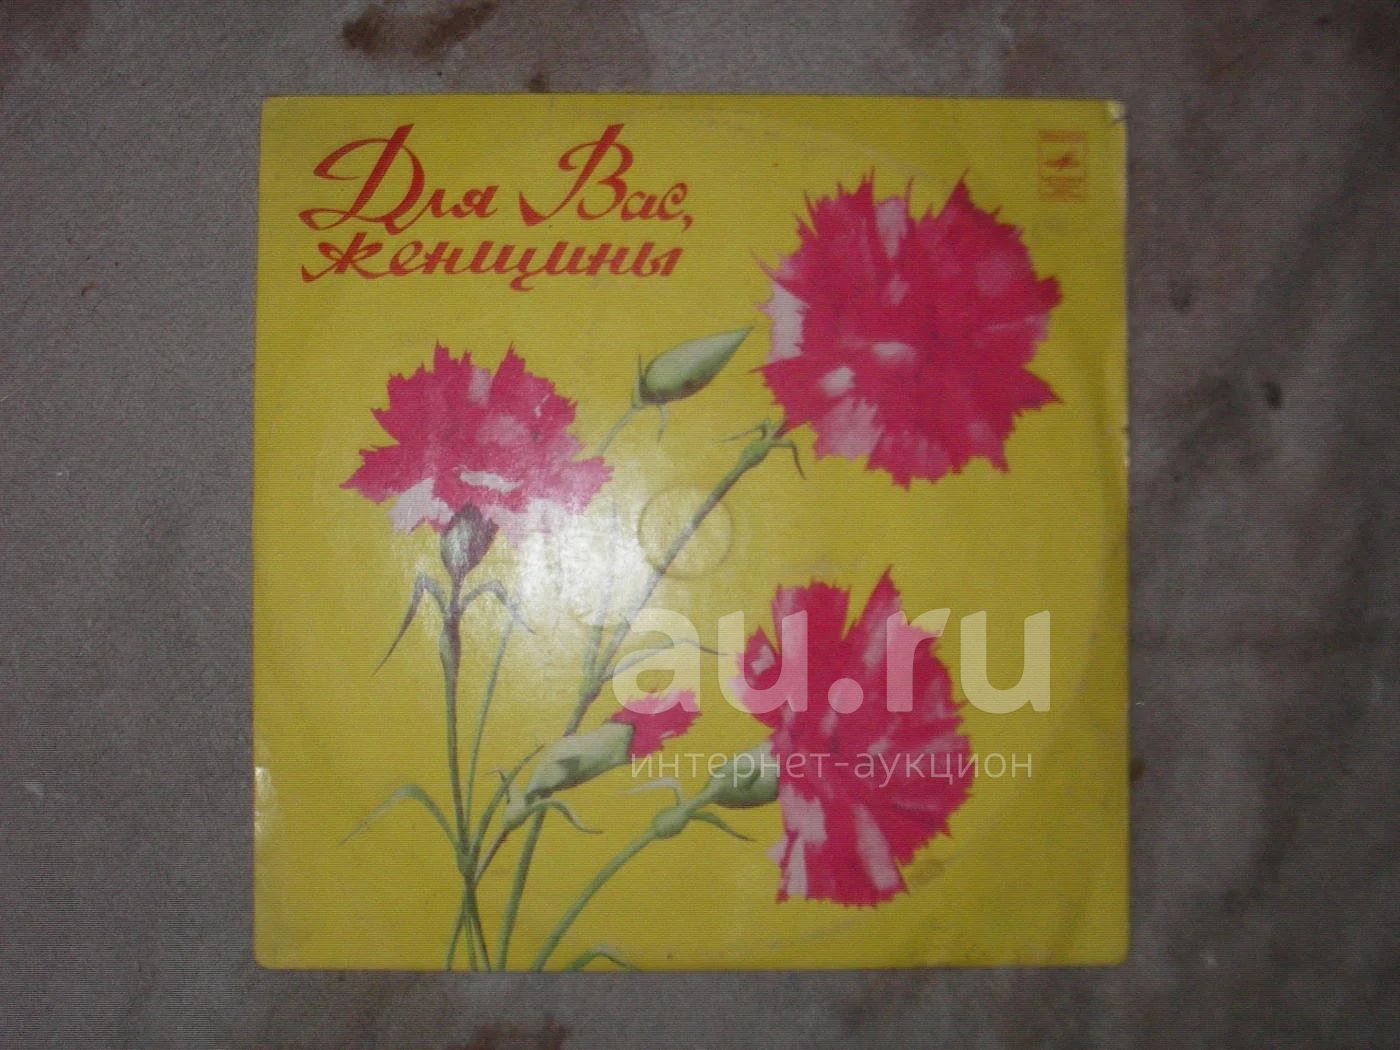 Для Вас,
женщины
au.ru
интернет-аукцион